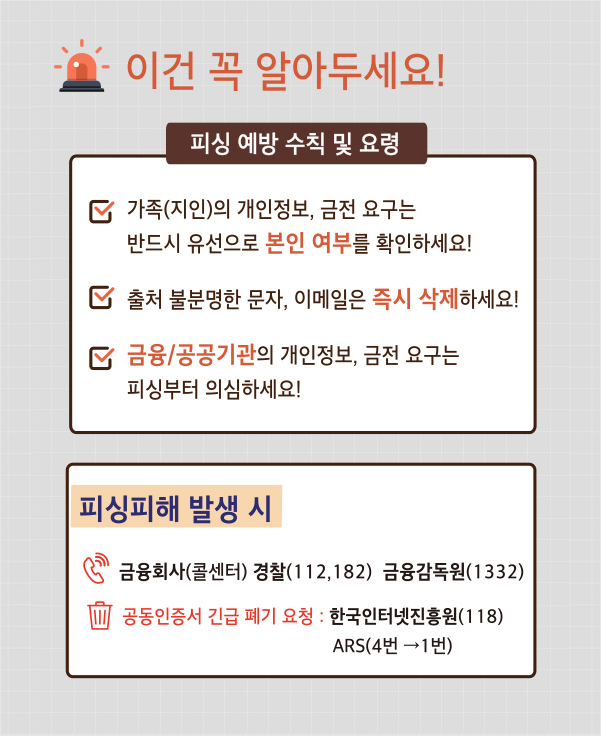 이건 꼭 알아두세요!
피싱 예방 수칙 및 요령
가족(지인)의 개인정보, 금전 요구는
반드시 유선으로 본인 여부를 확인하세요!
출처 불분명한 문자, 이메일은 즉시 삭제하세요!
금융/공공기관의 개인정보, 금전 요구는
피싱부터 의심하세요!
피싱피해 발생 시
금융회사(콜센터) 경찰(112,182) 금융감독원(1332)
공동인증서 긴급 폐기 요청 : 한국인터넷진흥원(118)
ARS(4번 →1번)